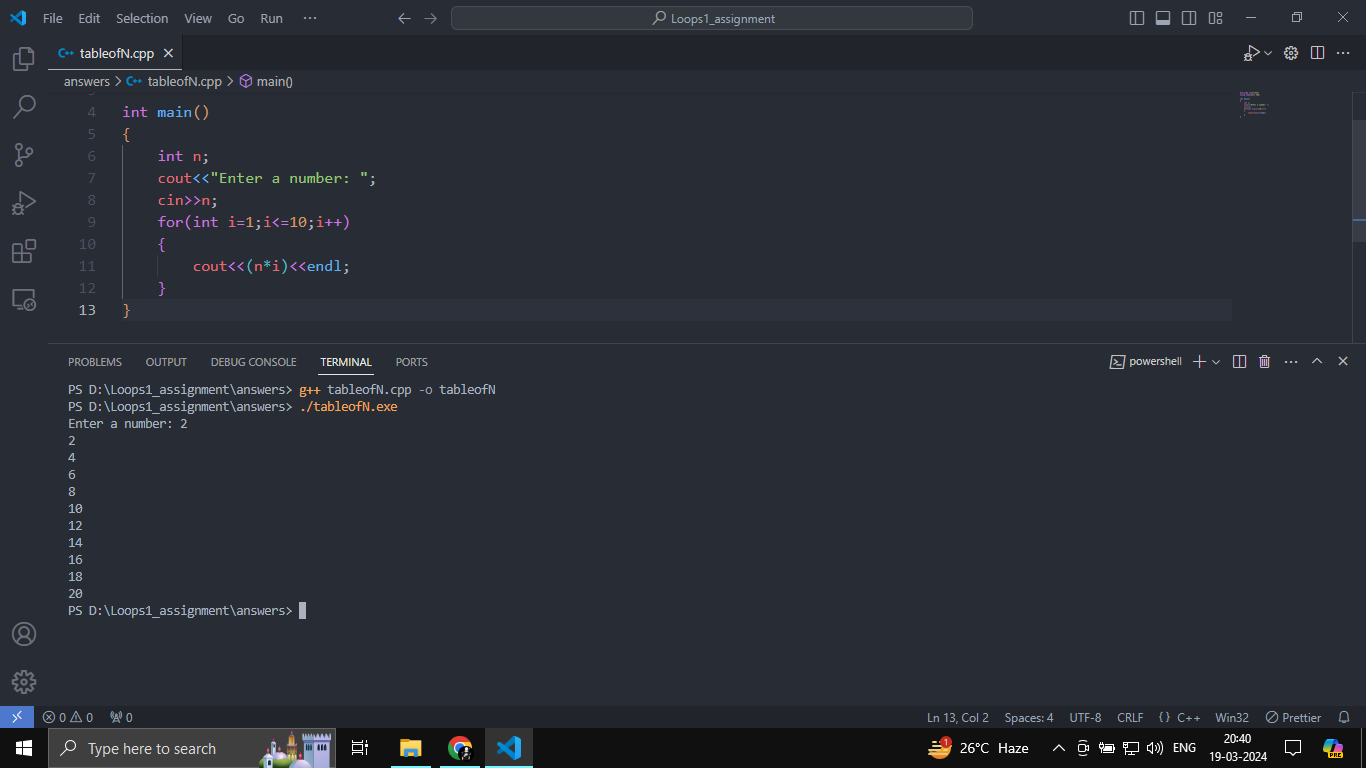 File Edit Selection View Go Run ··· Loops1_assignment
tableofN.cpp
answers > tableofN.cpp > main()
4 int main()
5 {
6 int n;
7 cout<<"Enter a number: ";
8 cin>>n;
9 for(int i=1;i<=10;i++)
10 {
11 cout<<(n*i)<<endl;
12 }
13 }
PROBLEMS OUTPUT DEBUG CONSOLE TERMINAL PORTS powershell
PS D:\Loops1_assignment\answers> g++ tableofN.cpp -o tableofN
PS D:\Loops1_assignment\answers> ./tableofN.exe
Enter a number: 2
2
4
6
8
10
12
14
16
18
20
PS D:\Loops1_assignment\answers>
0 0 0 Ln 13, Col 2 Spaces: 4 UTF-8 CRLF {} C++ Win32 Prettier
Type here to search 1 26°C Haze ENG 20:40 PRE
19-03-2024